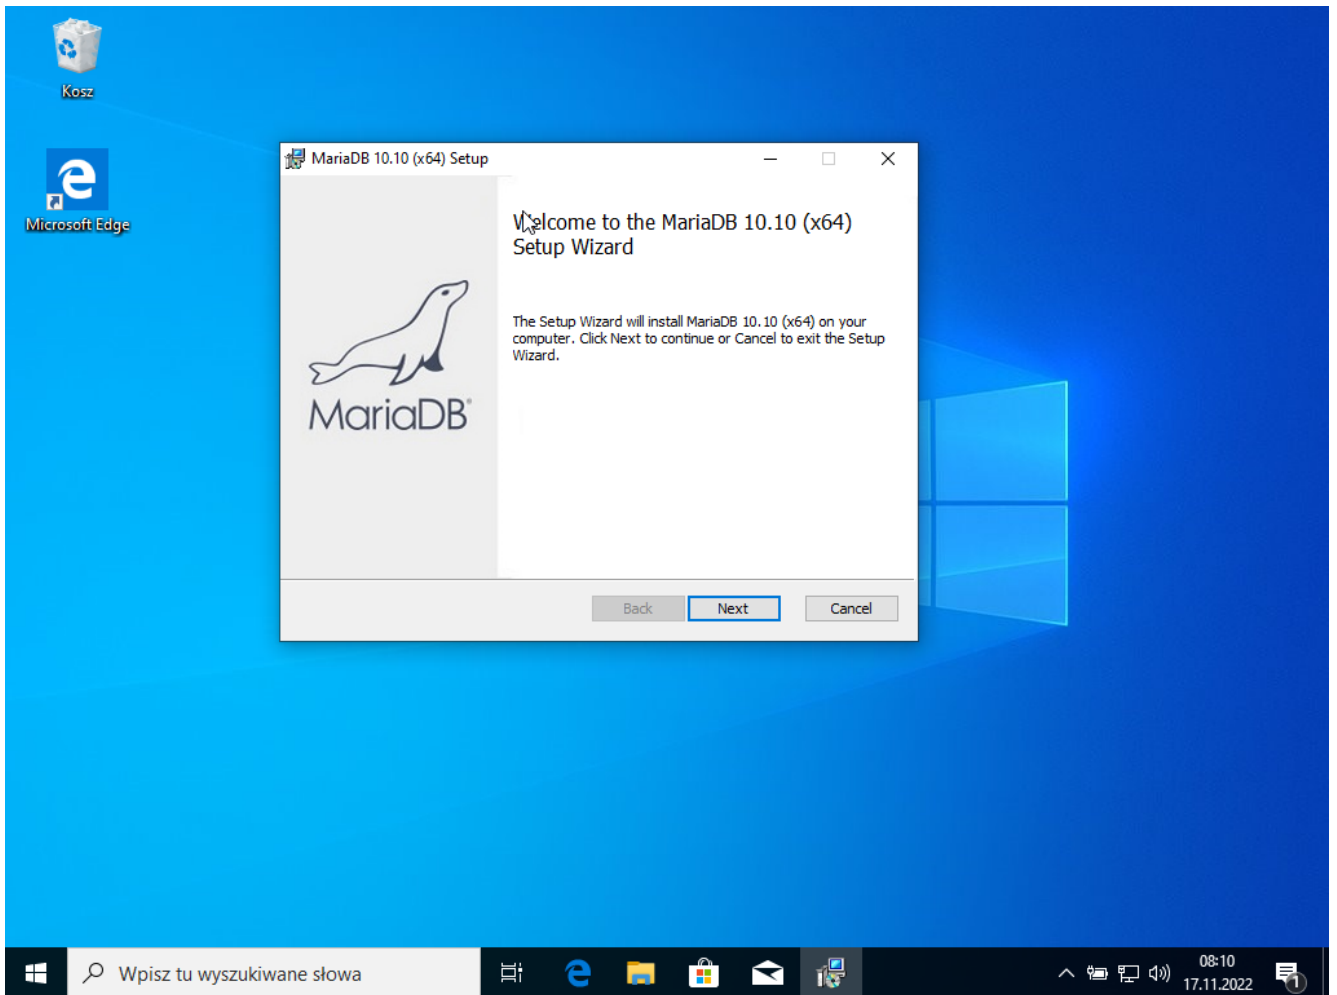 Kosz
Microsoft Edge
MariaDB 10.10 (x64) Setup
Welcome to the MariaDB 10.10 (x64)
Setup Wizard
The Setup Wizard will install MariaDB 10.10 (x64) on your
computer. Click Next to continue or Cancel to exit the Setup
Wizard.
MariaDB®
Back
Next
Cancel
Wpisz tu wyszukiwane słowa
08:10
17.11.2022
1